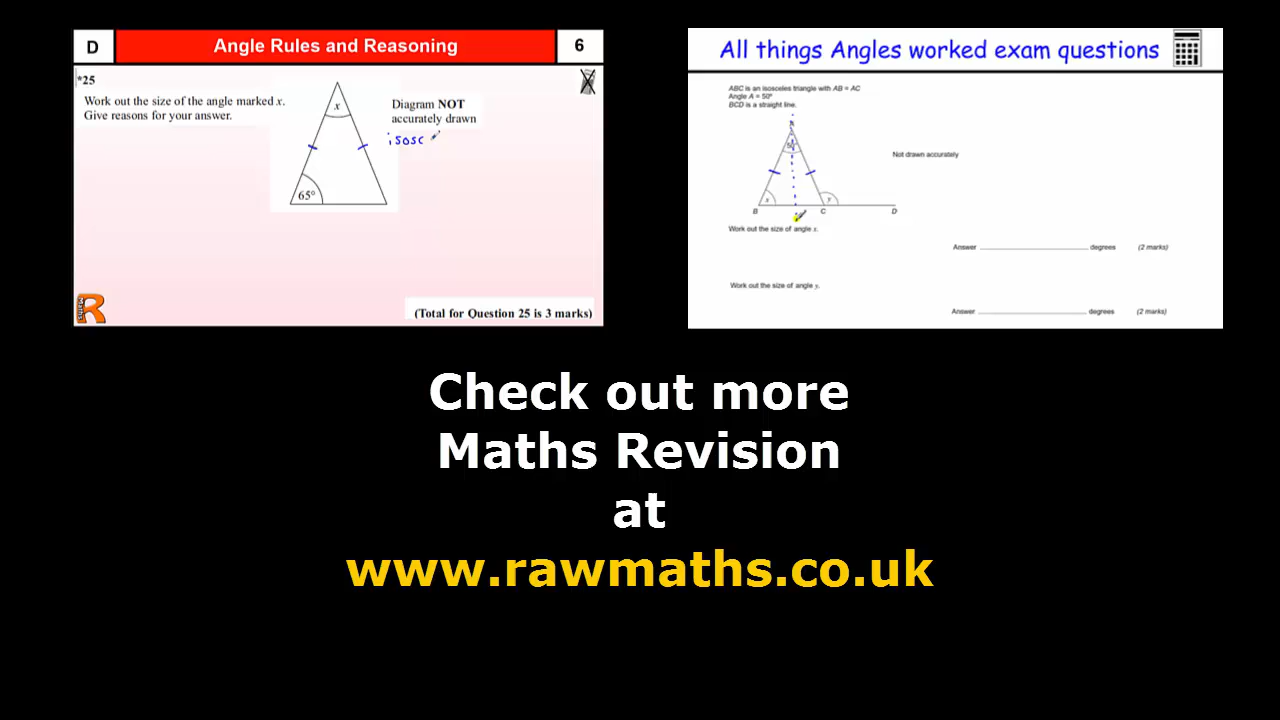 D
Angle Rules and Reasoning
6
*25
Work out the size of the angle marked x.
Give reasons for your answer.
Diagram NOT
accurately drawn
isosc
x
65°
R
(Total for Question 25 is 3 marks)
All things Angles worked exam questions
ABC is an isosceles triangle with AB = AC
Angle A = 50°
BCD is a straight line.
A
50°
Not drawn accurately
x
y
B
C
D
Work out the size of angle x.
Answer ____________ degrees (2 marks)
Work out the size of angle y.
Answer ____________ degrees (2 marks)
Check out more
Maths Revision
at
www.rawmaths.co.uk